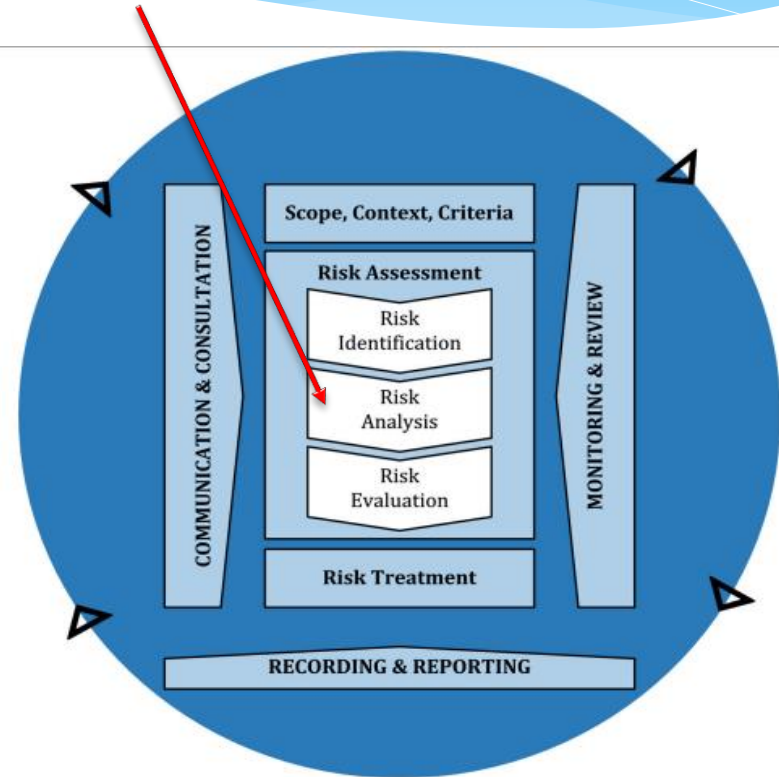 Scope, Context, Criteria
Risk Assessment
Risk
Identification
Risk
Analysis
Risk
Evaluation
Risk Treatment
COMMUNICATION & CONSULTATION
MONITORING & REVIEW
RECORDING & REPORTING